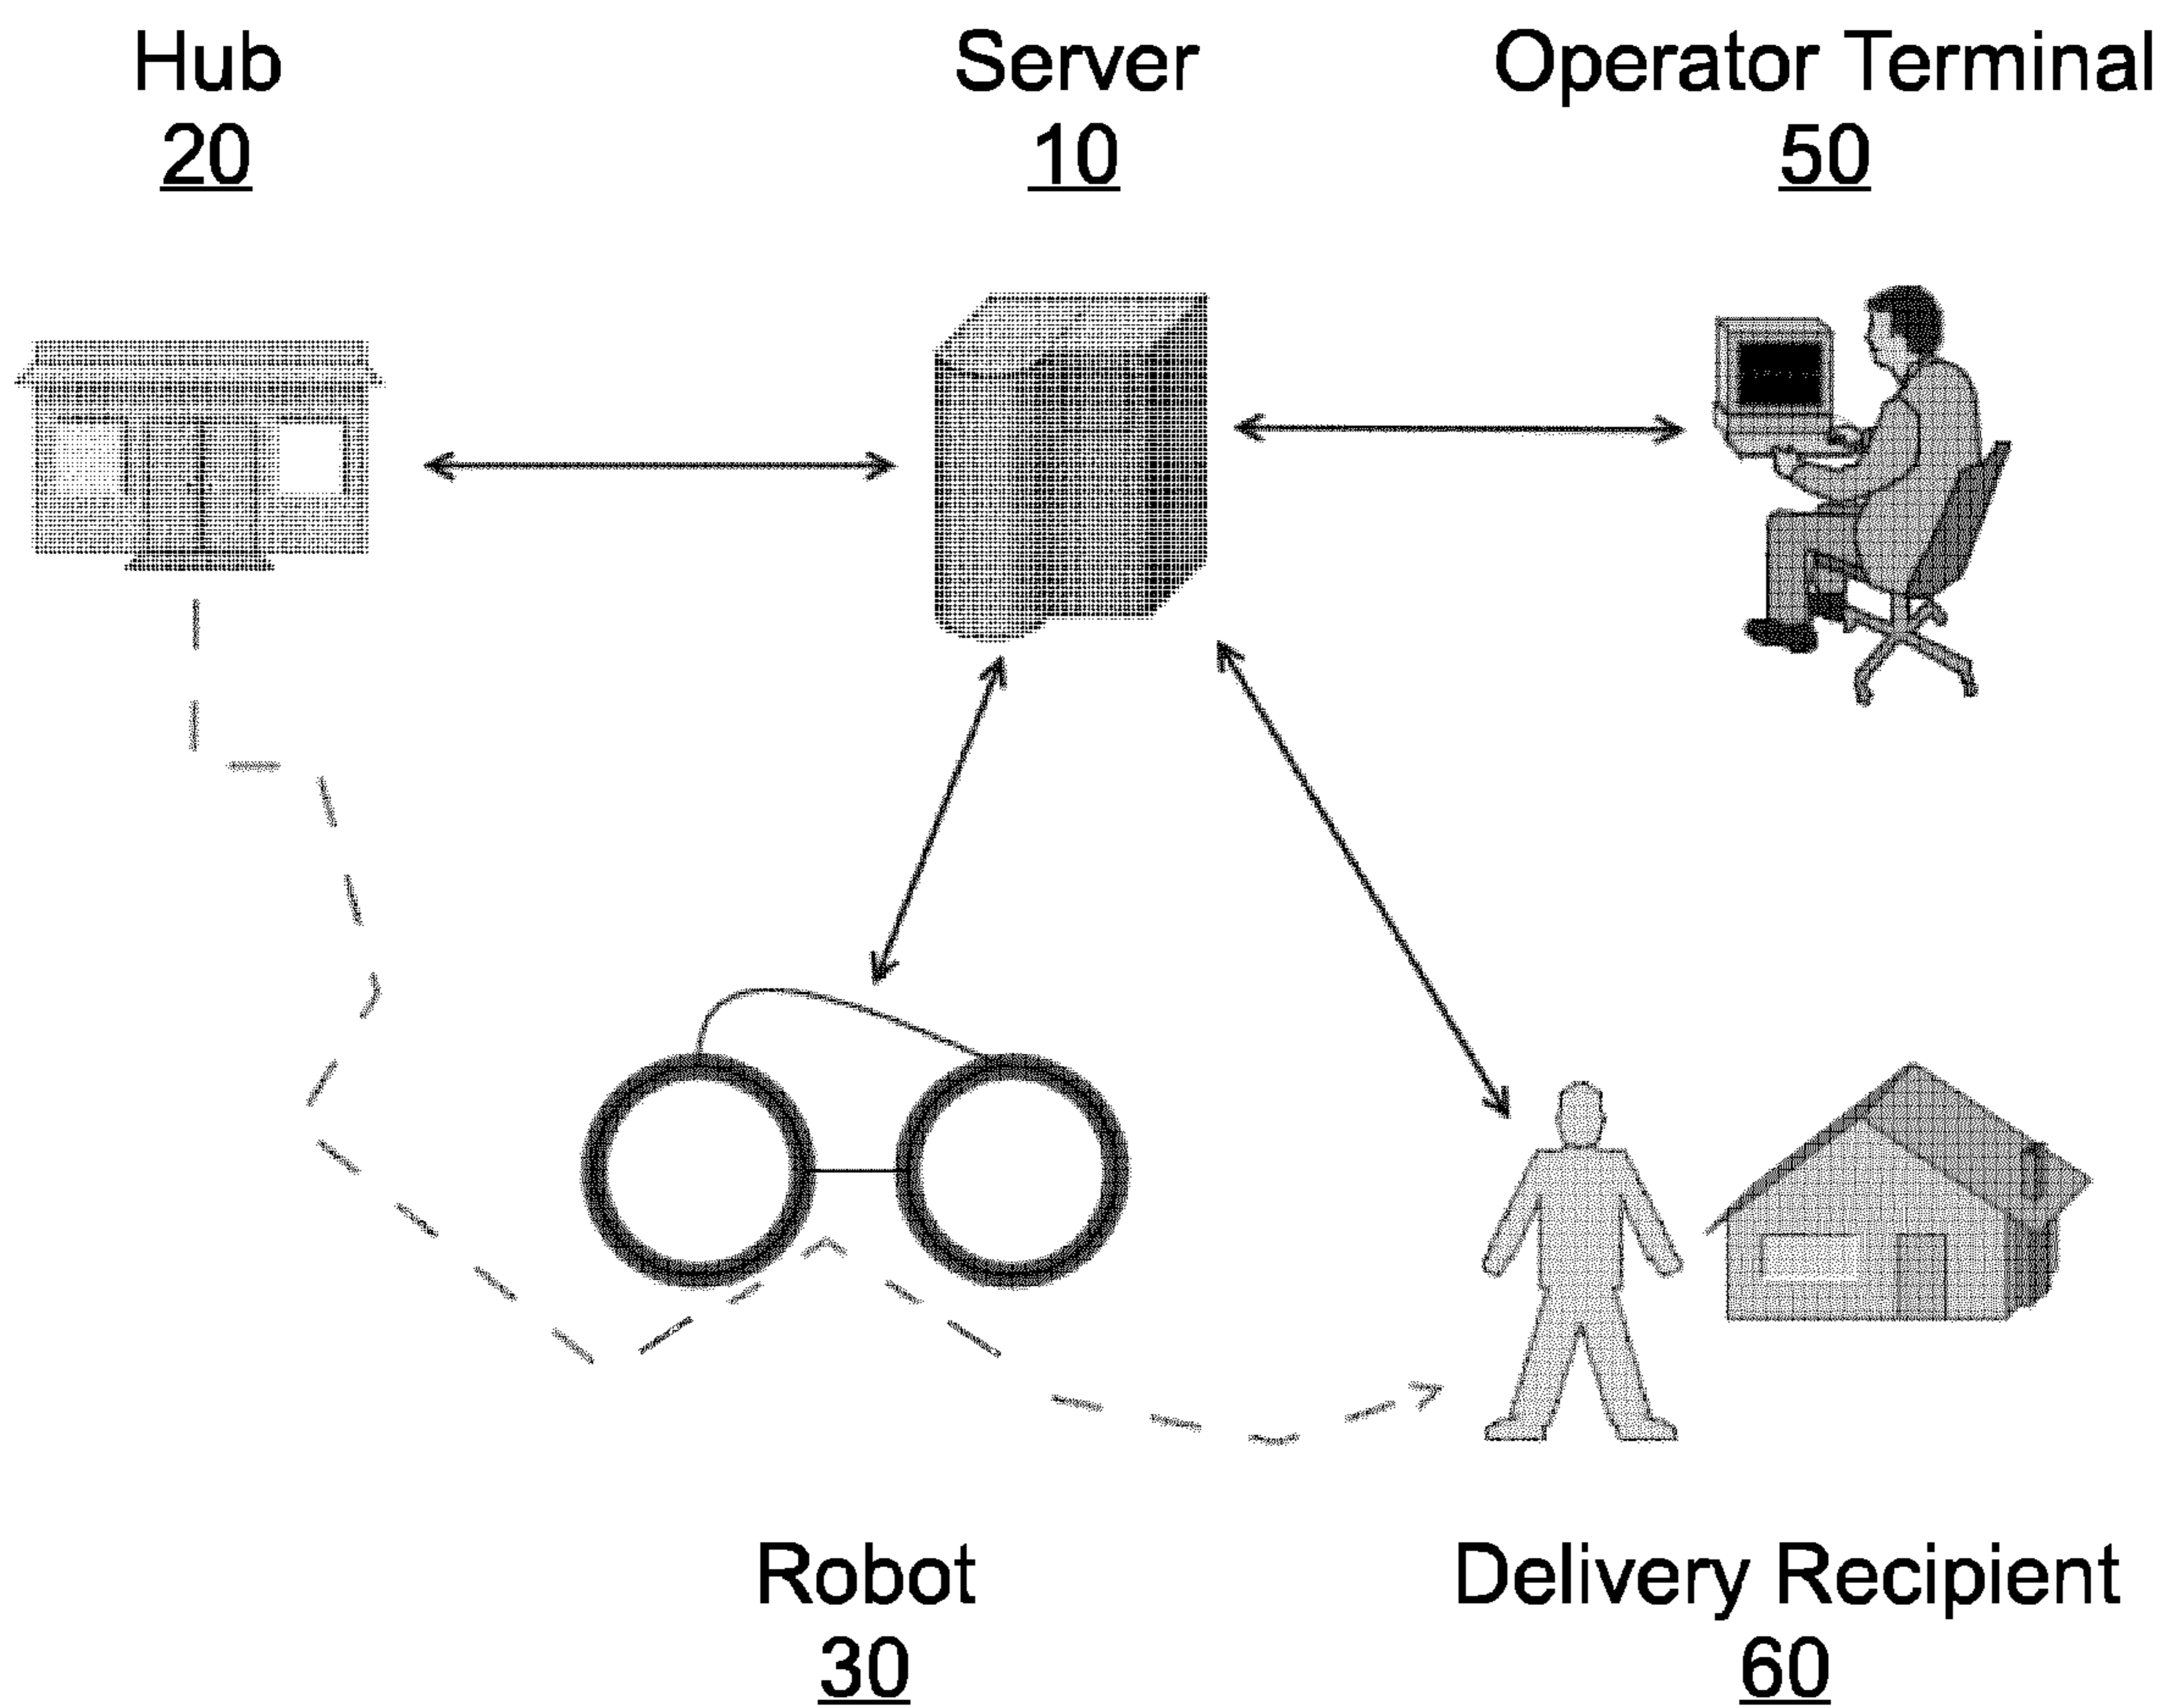 Hub
20
Server
10
Operator Terminal
50
Robot
30
Delivery Recipient
60